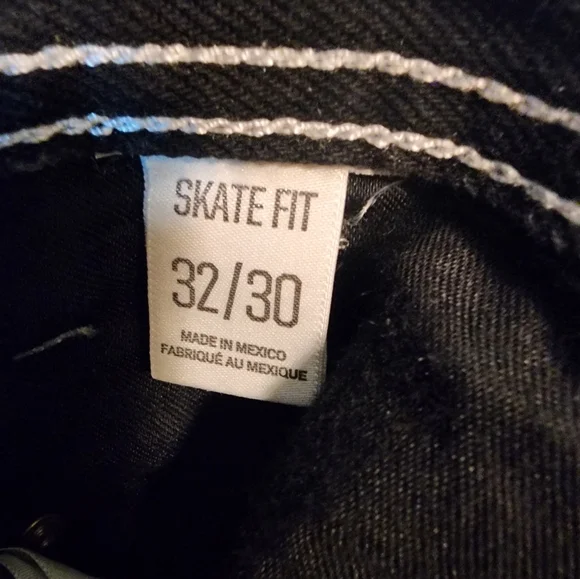 SKATE FIT
32/30
MADE IN MEXICO
FABRIQUÉ AU MEXIQUE